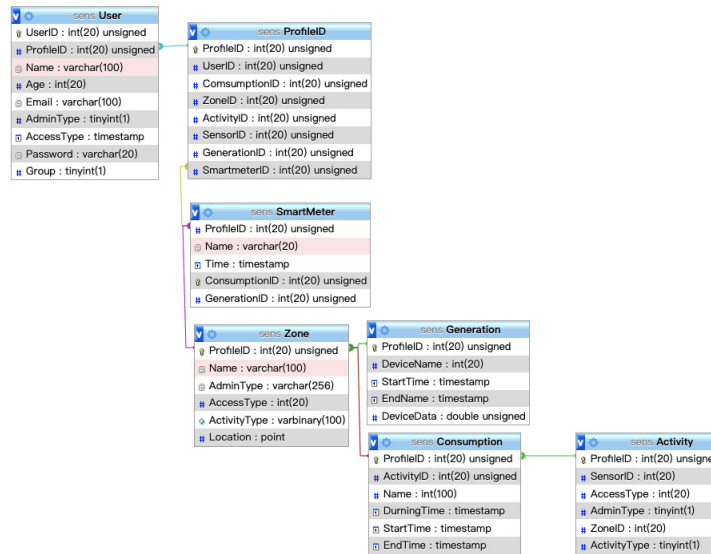 sens User
UserID : int(20) unsigned
ProfileID : int(20) unsigned
Name : varchar(100)
Age : int(20)
Email : varchar(100)
AdminType : tinyint(1)
AccessType : timestamp
Password : varchar(20)
Group : tinyint(1)
sens ProfileID
ProfileID : int(20) unsigned
UserID : int(20) unsigned
ComsumptionID : int(20) unsigned
ZoneID : int(20) unsigned
ActivityID : int(20) unsigned
SensorID : int(20) unsigned
GenerationID : int(20) unsigned
SmartmeterID : int(20) unsigned
sens SmartMeter
ProfileID : int(20) unsigned
Name : varchar(20)
Time : timestamp
ConsumptionID : int(20) unsigned
GenerationID : int(20) unsigned
sens Zone
ProfileID : int(20) unsigned
Name : varchar(100)
AdminType : varchar(256)
AccessType : int(20)
ActivityType : varbinary(100)
Location : point
sens Generation
ProfileID : int(20) unsigned
DeviceName : int(20)
StartTime : timestamp
EndName : timestamp
DeviceData : double unsigned
sens Consumption
ProfileID : int(20) unsigned
ActivityID : int(20) unsigned
Name : int(100)
DurningTime : timestamp
StartTime : timestamp
EndTime : timestamp
sens Activity
ProfileID : int(20) unsigne
SensorID : int(20)
AccessType : int(20)
AdminType : tinyint(1)
ZoneID : int(20)
ActivityType : tinyint(1)